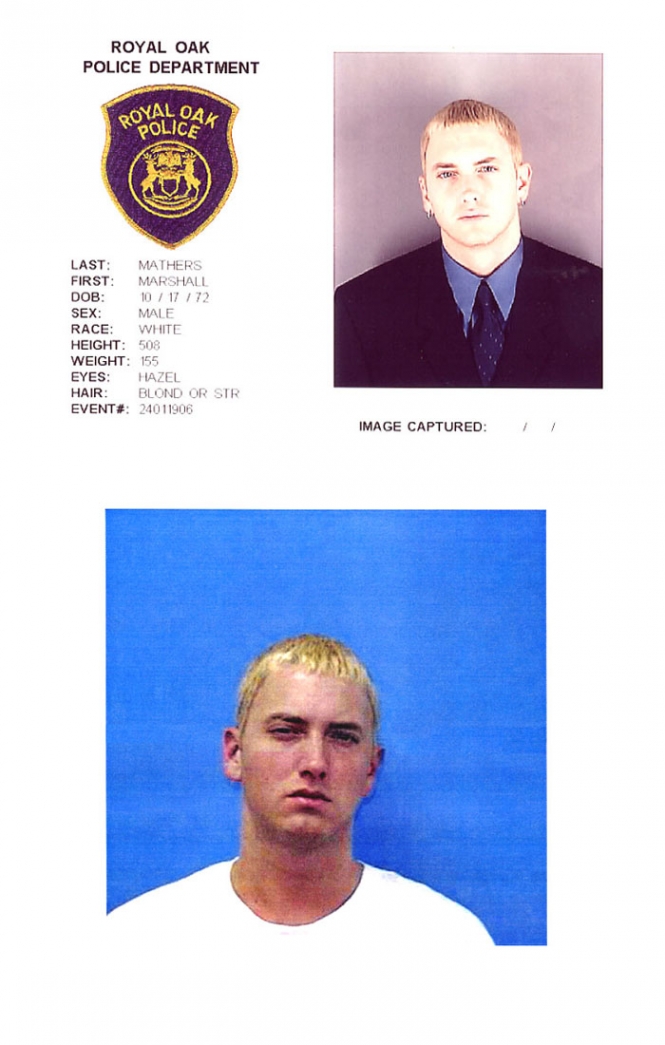 ROYAL OAK
POLICE DEPARTMENT
ROYAL OAK
POLICE
LAST: MATHERS
FIRST: MARSHALL
DOB: 10 / 17 / 72
SEX: MALE
RACE: WHITE
HEIGHT: 508
WEIGHT: 155
EYES: HAZEL
HAIR: BLOND OR STR
EVENT#: 24011906
IMAGE CAPTURED: / /